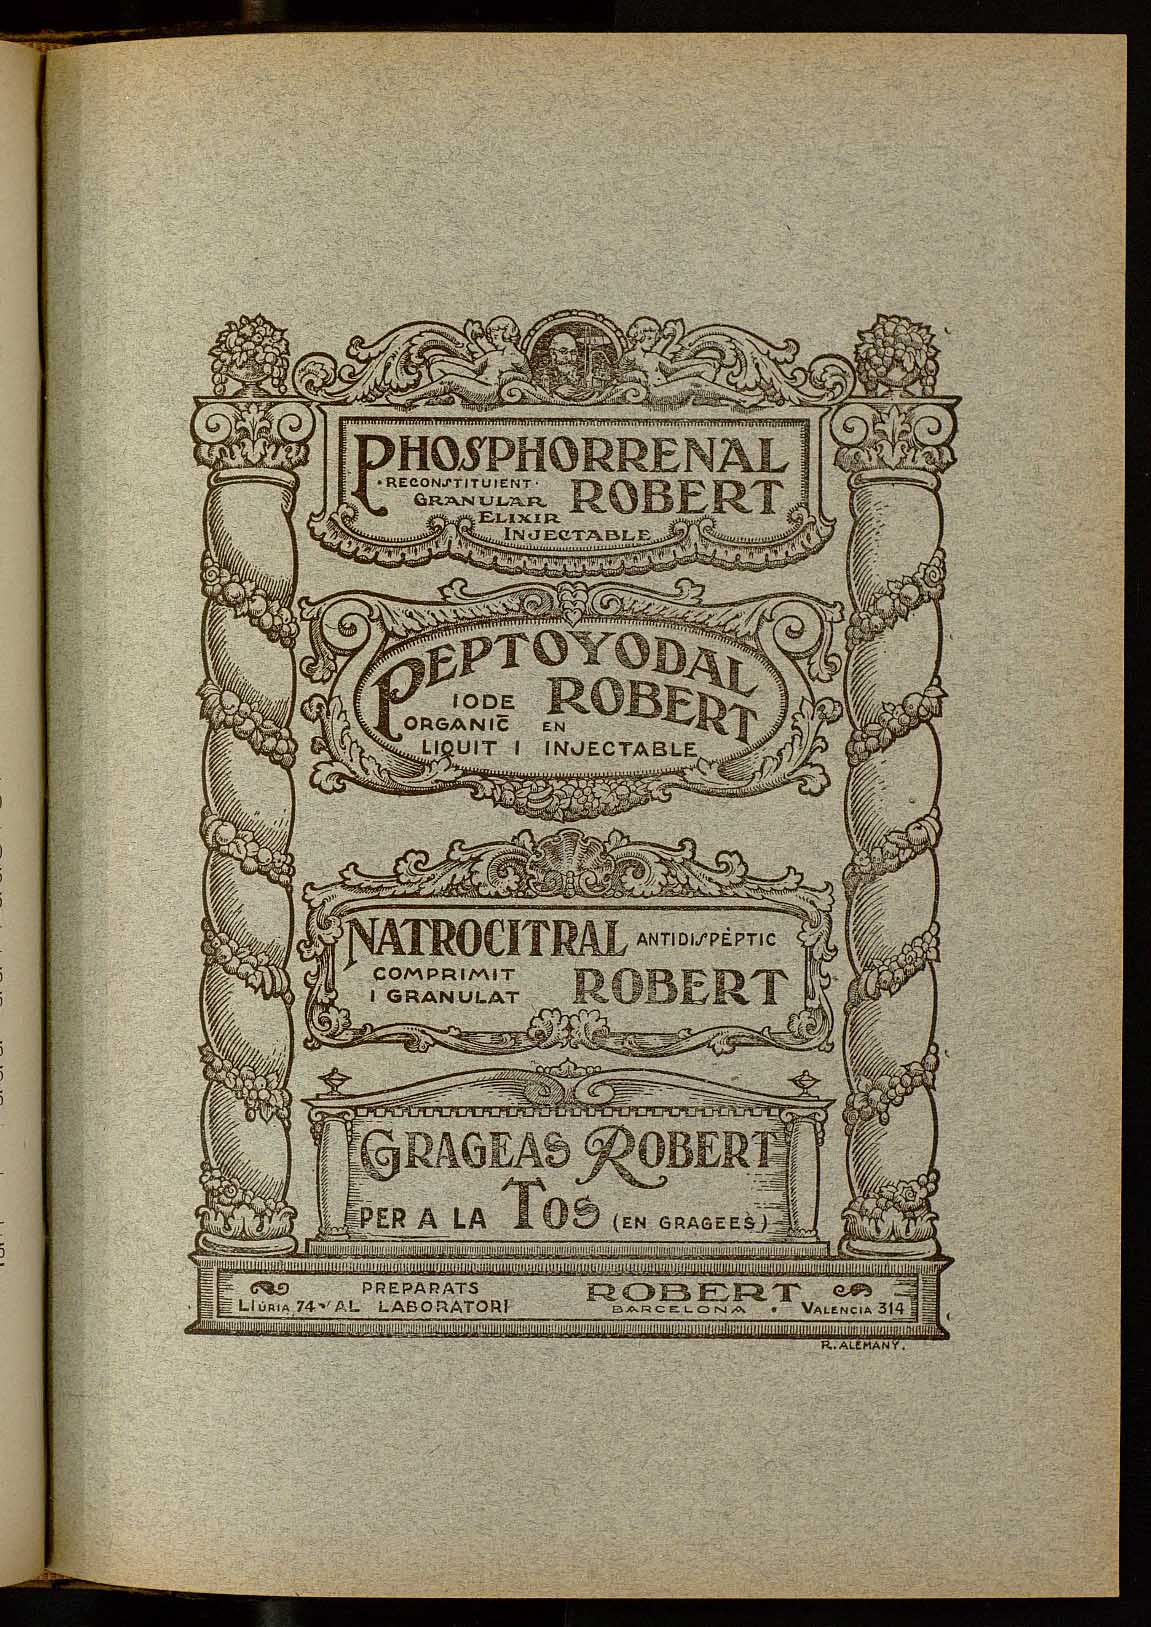 PHOSPHORRENAL
·RECONSTITUIENT·
GRANULAR ROBERT
ELIXIR
INJECTABLE
PEPTOYODAL
IODE ROBERT
ORGANIC EN
LIQUIT I INJECTABLE
NATROCITRAL ANTIDISPÈPTIC
COMPRIMIT ROBERT
I GRANULAT
GRAGEAS ROBERT
PER A LA TOS (EN GRAGEES)
PREPARATS ROBERT
LLÚRIA, 74 AL LABORATORI BARCELONA • VALENCIA 314
R. ALEMANY.